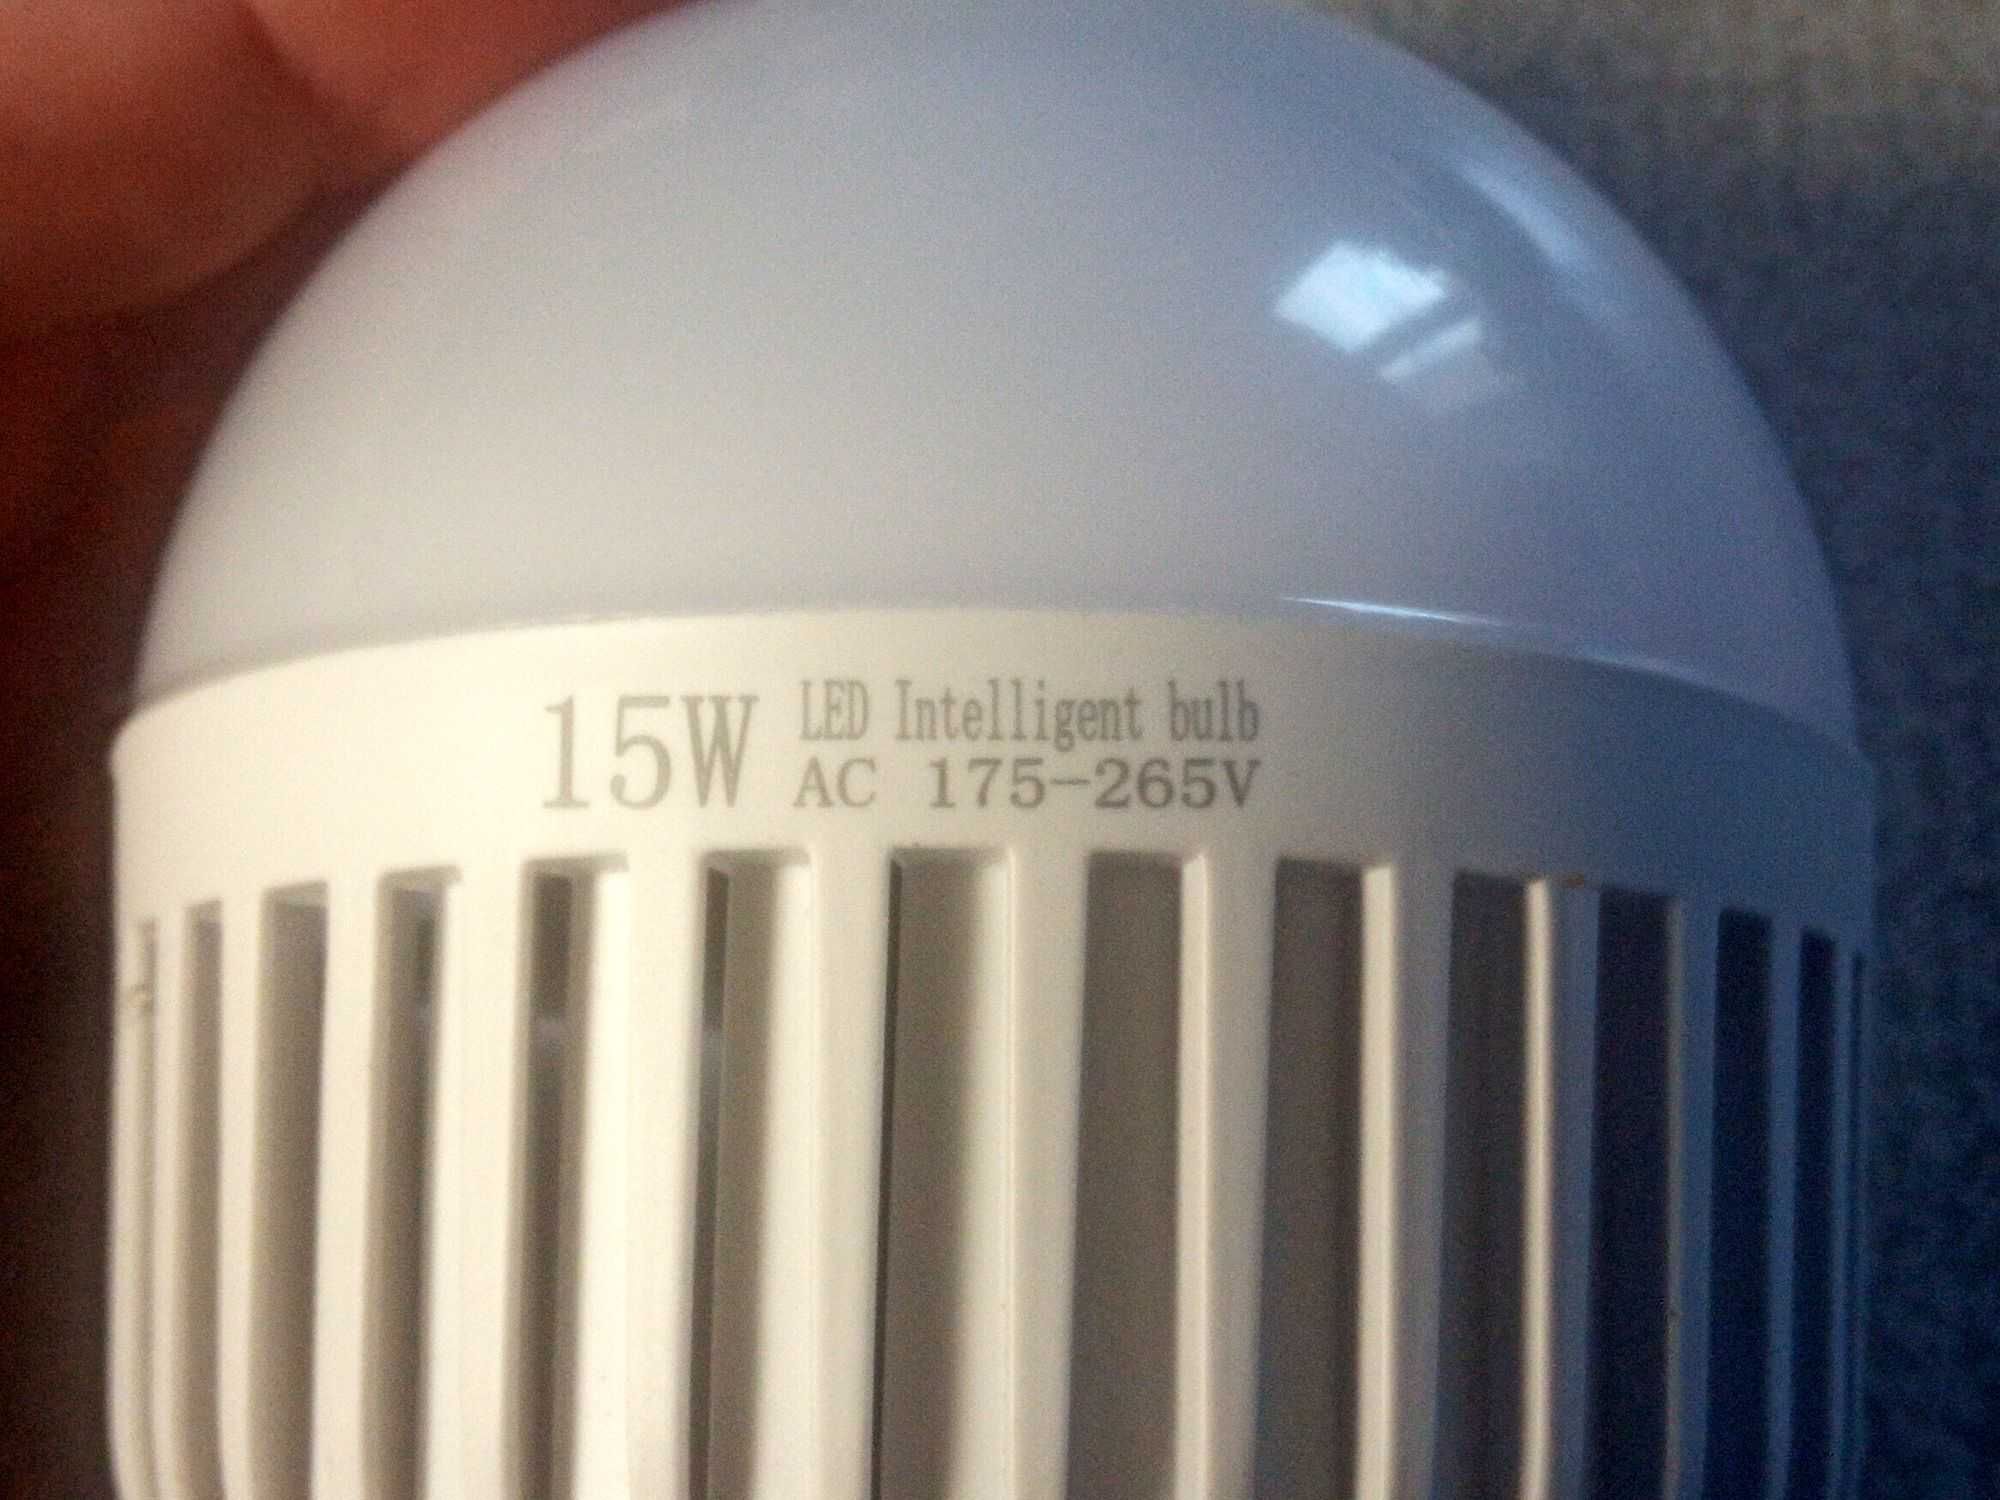 15W
LED Intelligent bulb
AC 175-265V